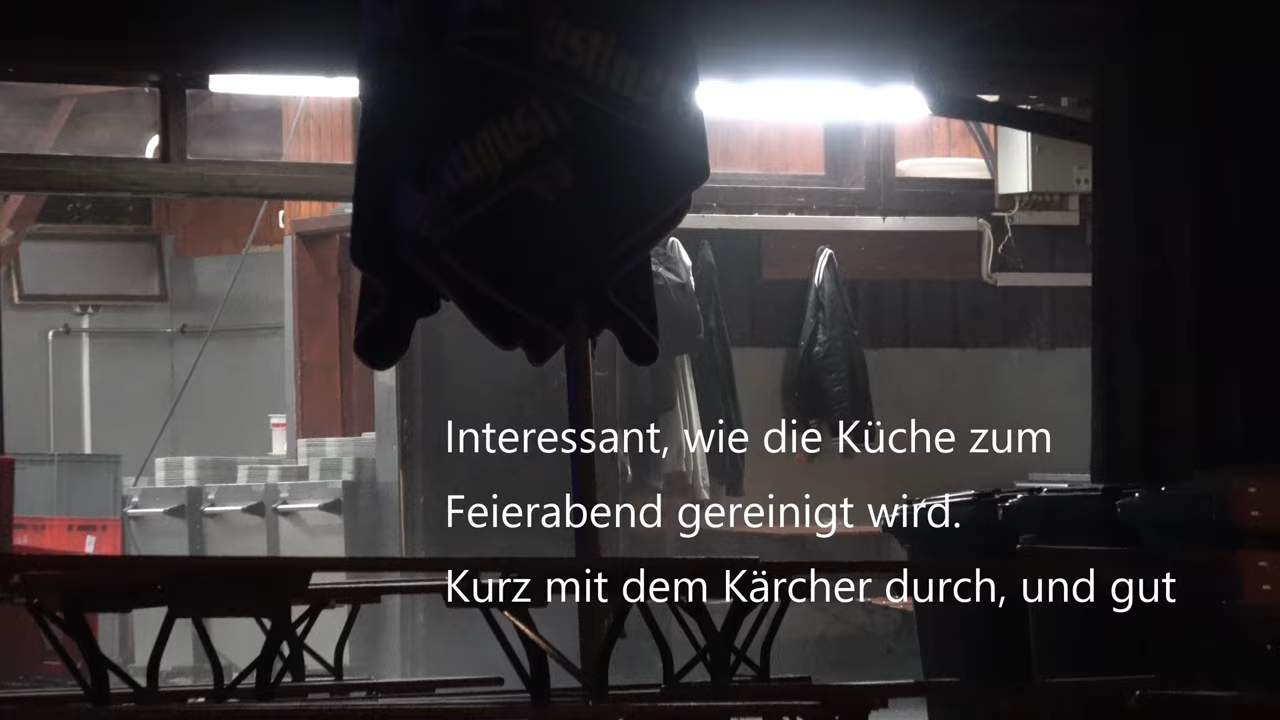 Interessant, wie die Küche zum
Feierabend gereinigt wird.
Kurz mit dem Kärcher durch, und gut